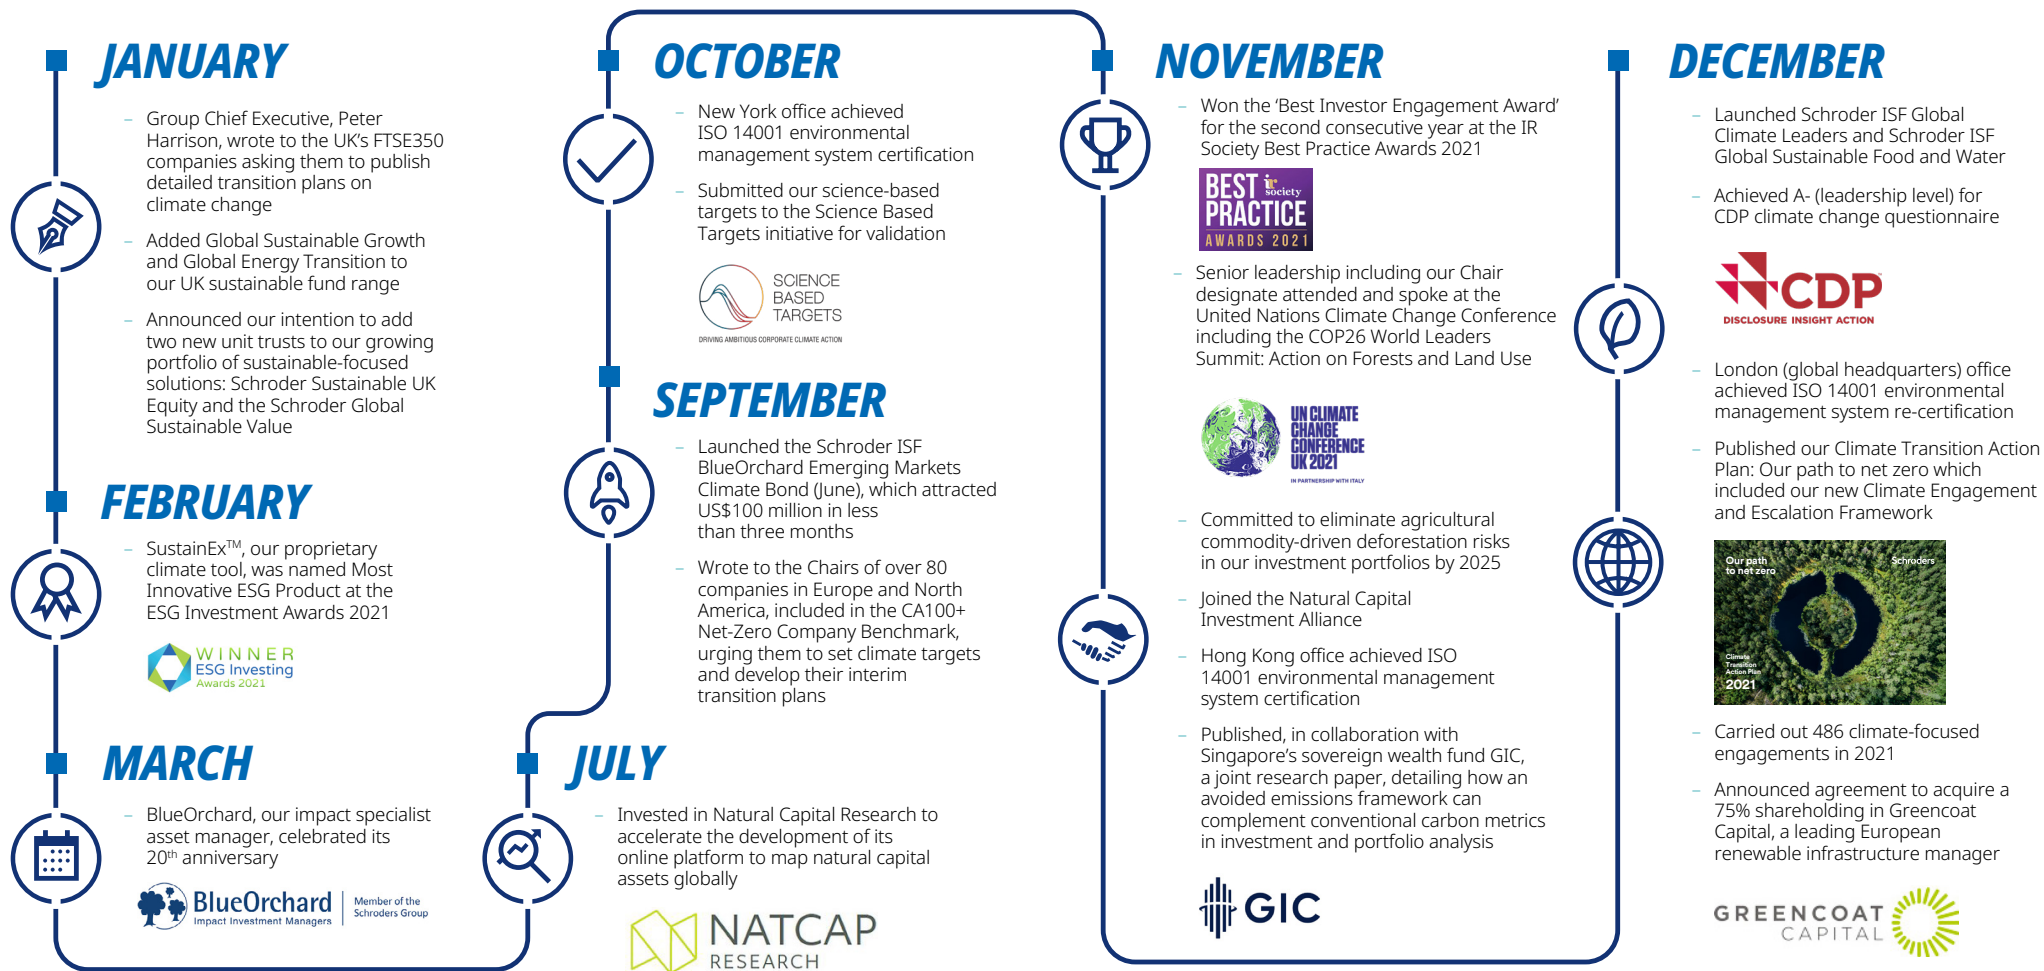 JANUARY
– Group Chief Executive, Peter
Harrison, wrote to the UK’s FTSE350
companies asking them to publish
detailed transition plans on
climate change
– Added Global Sustainable Growth
and Global Energy Transition to
our UK sustainable fund range
– Announced our intention to add
two new unit trusts to our growing
portfolio of sustainable-focused
solutions: Schroder Sustainable UK
Equity and the Schroder Global
Sustainable Value
FEBRUARY
– SustainEx™, our proprietary
climate tool, was named Most
Innovative ESG Product at the
ESG Investment Awards 2021
WINNER
ESG Investing
Awards 2021
MARCH
– BlueOrchard, our impact specialist
asset manager, celebrated its
20th anniversary
BlueOrchard
Impact Investment Managers
Member of the
Schroders Group
JULY
– Invested in Natural Capital Research to
accelerate the development of its
online platform to map natural capital
assets globally
NATCAP
RESEARCH
SEPTEMBER
– Launched the Schroder ISF
BlueOrchard Emerging Markets
Climate Bond (June), which attracted
US$100 million in less
than three months
– Wrote to the Chairs of over 80
companies in Europe and North
America, included in the CA100+
Net-Zero Company Benchmark,
urging them to set climate targets
and develop their interim
transition plans
OCTOBER
– New York office achieved
ISO 14001 environmental
management system certification
– Submitted our science-based
targets to the Science Based
Targets initiative for validation
SCIENCE
BASED
TARGETS
DRIVING AMBITIOUS CORPORATE CLIMATE ACTION
NOVEMBER
– Won the ‘Best Investor Engagement Award’
for the second consecutive year at the IR
Society Best Practice Awards 2021
BEST ir society
PRACTICE
AWARDS 2021
– Senior leadership including our Chair
designate attended and spoke at the
United Nations Climate Change Conference
including the COP26 World Leaders
Summit: Action on Forests and Land Use
UN CLIMATE
CHANGE
CONFERENCE
UK 2021
IN PARTNERSHIP WITH ITALY
– Committed to eliminate agricultural
commodity-driven deforestation risks
in our investment portfolios by 2025
– Joined the Natural Capital
Investment Alliance
– Hong Kong office achieved ISO
14001 environmental management
system certification
– Published, in collaboration with
Singapore’s sovereign wealth fund GIC,
a joint research paper, detailing how an
avoided emissions framework can
complement conventional carbon metrics
in investment and portfolio analysis
GIC
DECEMBER
– Launched Schroder ISF Global
Climate Leaders and Schroder ISF
Global Sustainable Food and Water
– Achieved A- (leadership level) for
CDP climate change questionnaire
CDP
DISCLOSURE INSIGHT ACTION
– London (global headquarters) office
achieved ISO 14001 environmental
management system re-certification
– Published our Climate Transition Action
Plan: Our path to net zero which
included our new Climate Engagement
and Escalation Framework
Our path
to net zero
Schroders
Climate
Transition
Action Plan
2021
– Carried out 486 climate-focused
engagements in 2021
– Announced agreement to acquire a
75% shareholding in Greencoat
Capital, a leading European
renewable infrastructure manager
GREENCOAT
CAPITAL